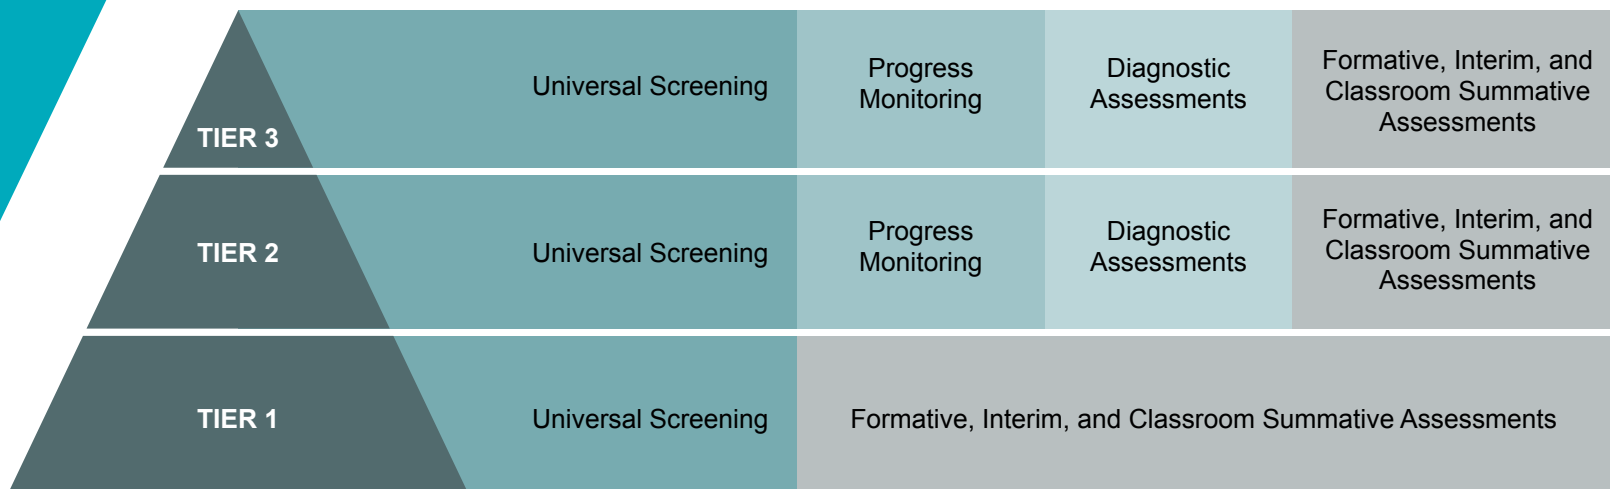 TIER 3
Universal Screening
Progress
Monitoring
Diagnostic
Assessments
Formative, Interim, and
Classroom Summative
Assessments
TIER 2
Universal Screening
Progress
Monitoring
Diagnostic
Assessments
Formative, Interim, and
Classroom Summative
Assessments
TIER 1
Universal Screening
Formative, Interim, and Classroom Summative Assessments